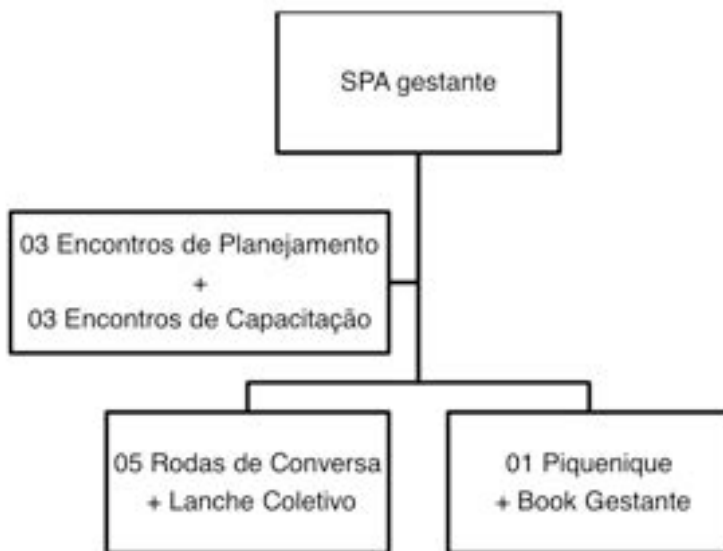 SPA gestante
03 Encontros de Planejamento
+
03 Encontros de Capacitação
05 Rodas de Conversa
+ Lanche Coletivo
01 Piquenique
+ Book Gestante